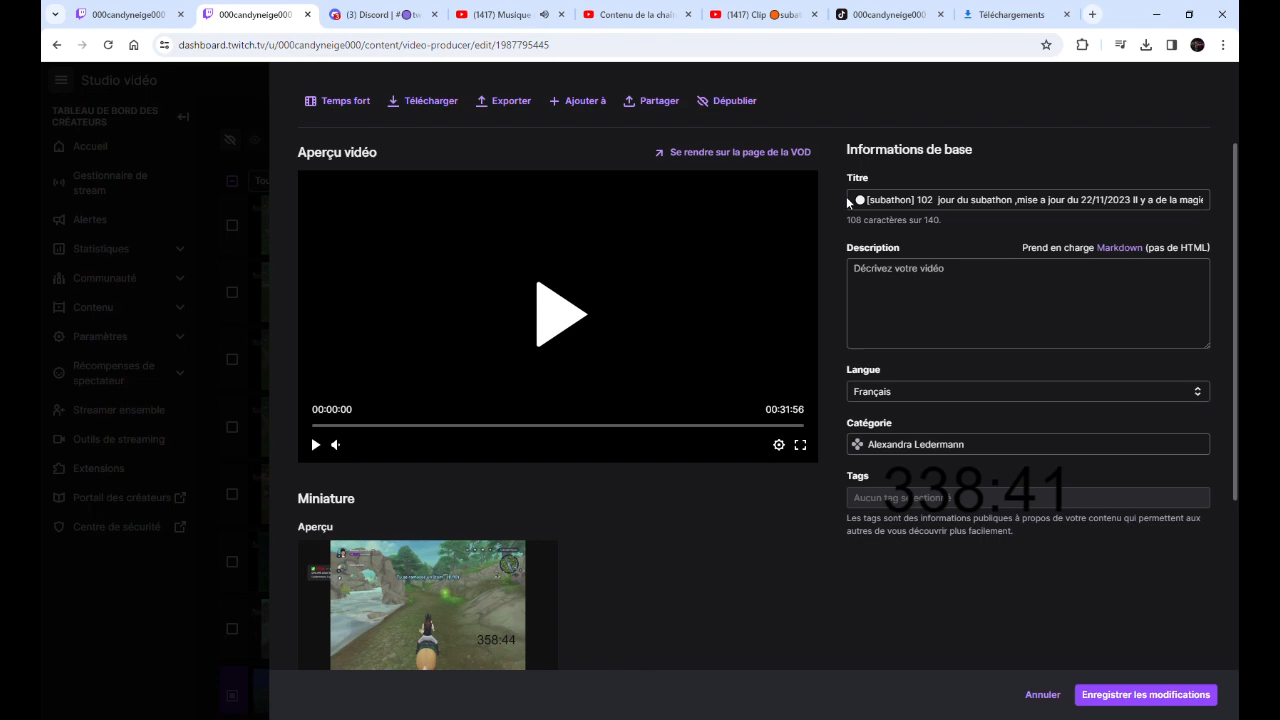 000candyneige000
000candyneige000
(3) Discord | #🟣tw
(1417) Musique
Contenu de la chaî
(1417) Clip 🟠subat
000candyneige000
Téléchargements
dashboard.twitch.tv/u/000candyneige000/content/video-producer/edit/1987795445
Studio vidéo
TABLEAU DE BORD DES
CRÉATEURS
Accueil
Gestionnaire de
stream
Alertes
Statistiques
Communauté
Contenu
Paramètres
Récompenses de
spectateur
Streamer ensemble
Outils de streaming
Extensions
Portail des créateurs
Centre de sécurité
Tou
Temps fort
Télécharger
Exporter
Ajouter à
Partager
Dépublier
Aperçu vidéo
Se rendre sur la page de la VOD
00:00:00
00:31:56
Miniature
Aperçu
358:44
Informations de base
Titre
⚪[subathon] 102 jour du subathon ,mise a jour du 22/11/2023 Il y a de la magie
108 caractères sur 140.
Description
Prend en charge Markdown (pas de HTML)
Décrivez votre vidéo
Langue
Français
Catégorie
Alexandra Ledermann
Tags
Aucun tag sélectionné
338:41
Les tags sont des informations publiques à propos de votre contenu qui permettent aux
autres de vous découvrir plus facilement.
Annuler
Enregistrer les modifications